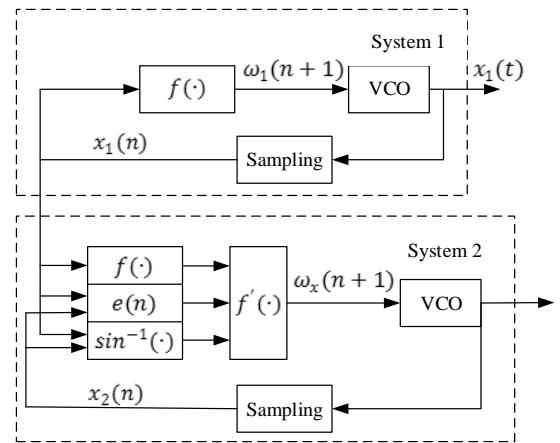 System 1
f(·)
ω₁(n+1)
VCO
x₁(t)
x₁(n)
Sampling
System 2
f(·)
e(n)
sin⁻¹(·)
f′(·)
ωₓ(n+1)
VCO
x₂(n)
Sampling